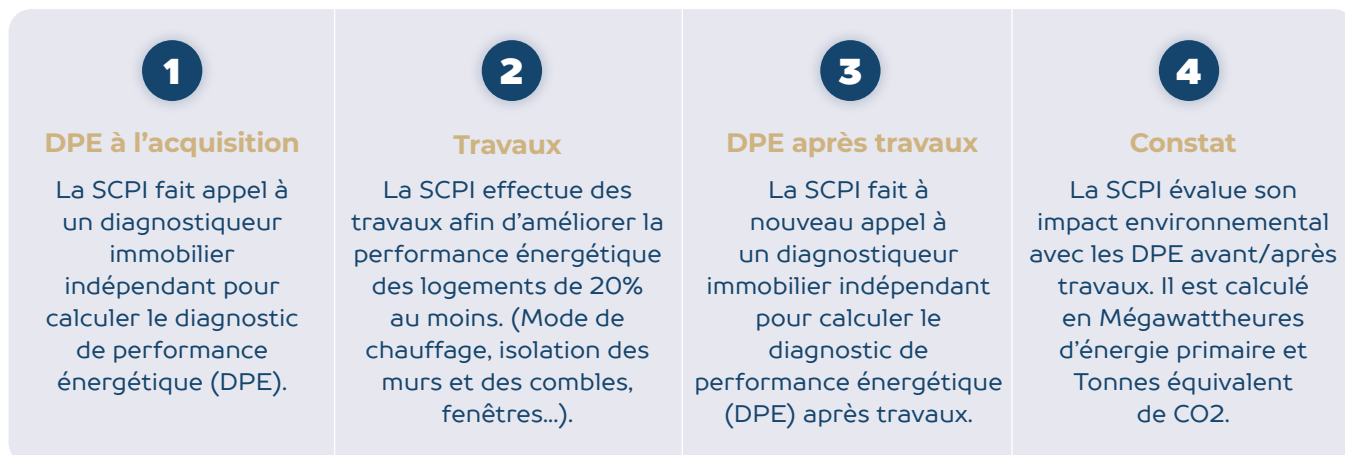 1
DPE à l’acquisition
La SCPI fait appel à
un diagnostiqueur
immobilier
indépendant pour
calculer le diagnostic
de performance
énergétique (DPE).
2
Travaux
La SCPI effectue des
travaux afin d’améliorer la
performance énergétique
des logements de 20%
au moins. (Mode de
chauffage, isolation des
murs et des combles,
fenêtres...).
3
DPE après travaux
La SCPI fait à
nouveau appel à
un diagnostiqueur
immobilier indépendant
pour calculer le
diagnostic de
performance énergétique
(DPE) après travaux.
4
Constat
La SCPI évalue son
impact environnemental
avec les DPE avant/après
travaux. Il est calculé
en Mégawattheures
d’énergie primaire et
Tonnes équivalent
de CO2.